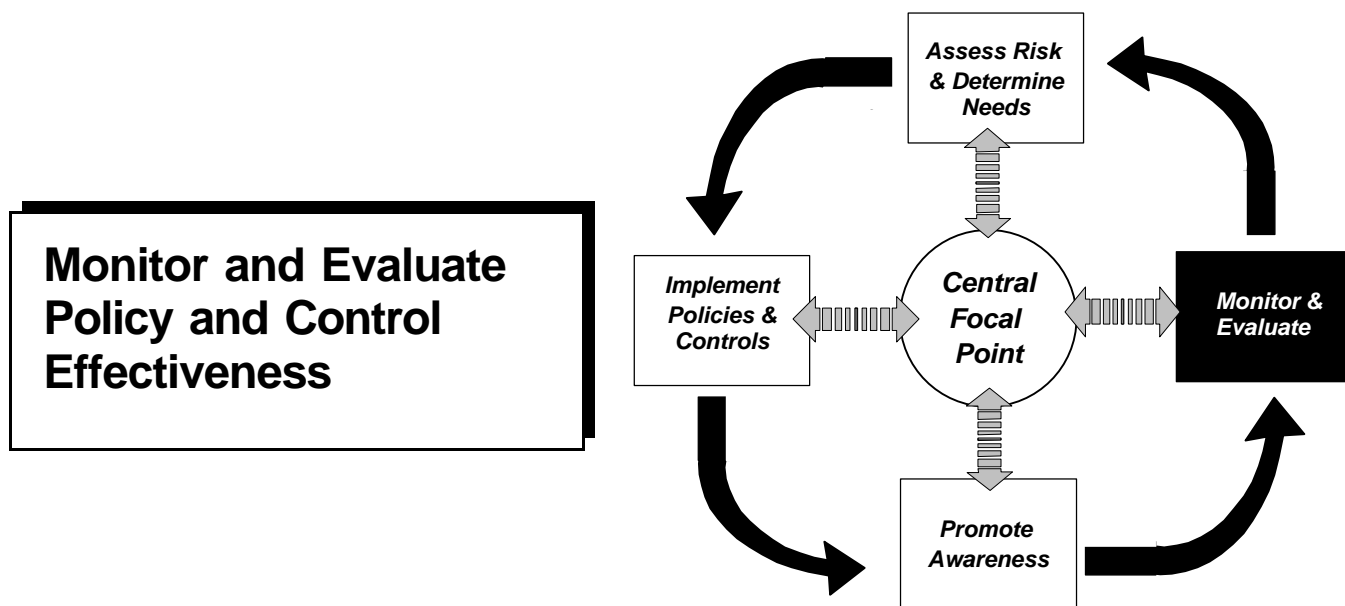 Monitor and Evaluate
Policy and Control
Effectiveness
Assess Risk
& Determine
Needs
Implement
Policies &
Controls
Central
Focal
Point
Monitor &
Evaluate
Promote
Awareness